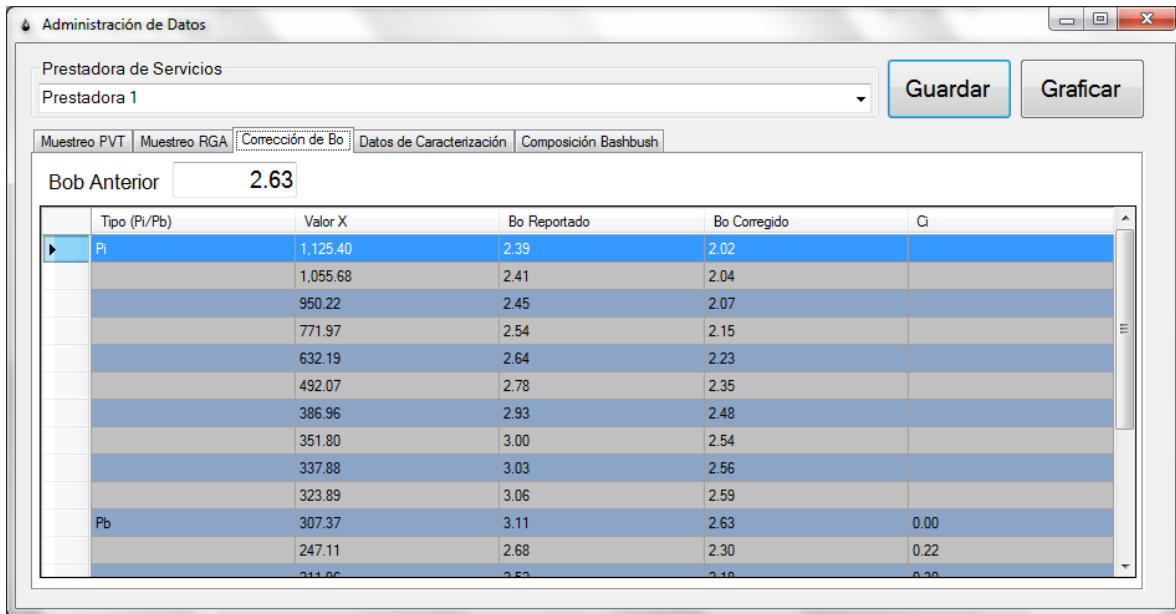 Administración de Datos
Prestadora de Servicios
Prestadora 1
Guardar
Graficar
Muestreo PVT Muestreo RGA Corrección de Bo Datos de Caracterización Composición Bashbush
Bob Anterior 2.63
Tipo (Pi/Pb) Valor X Bo Reportado Bo Corregido Ci
Pi 1,125.40 2.39 2.02
1,055.68 2.41 2.04
950.22 2.45 2.07
771.97 2.54 2.15
632.19 2.64 2.23
492.07 2.78 2.35
386.96 2.93 2.48
351.80 3.00 2.54
337.88 3.03 2.56
323.89 3.06 2.59
Pb 307.37 3.11 2.63 0.00
247.11 2.68 2.30 0.22